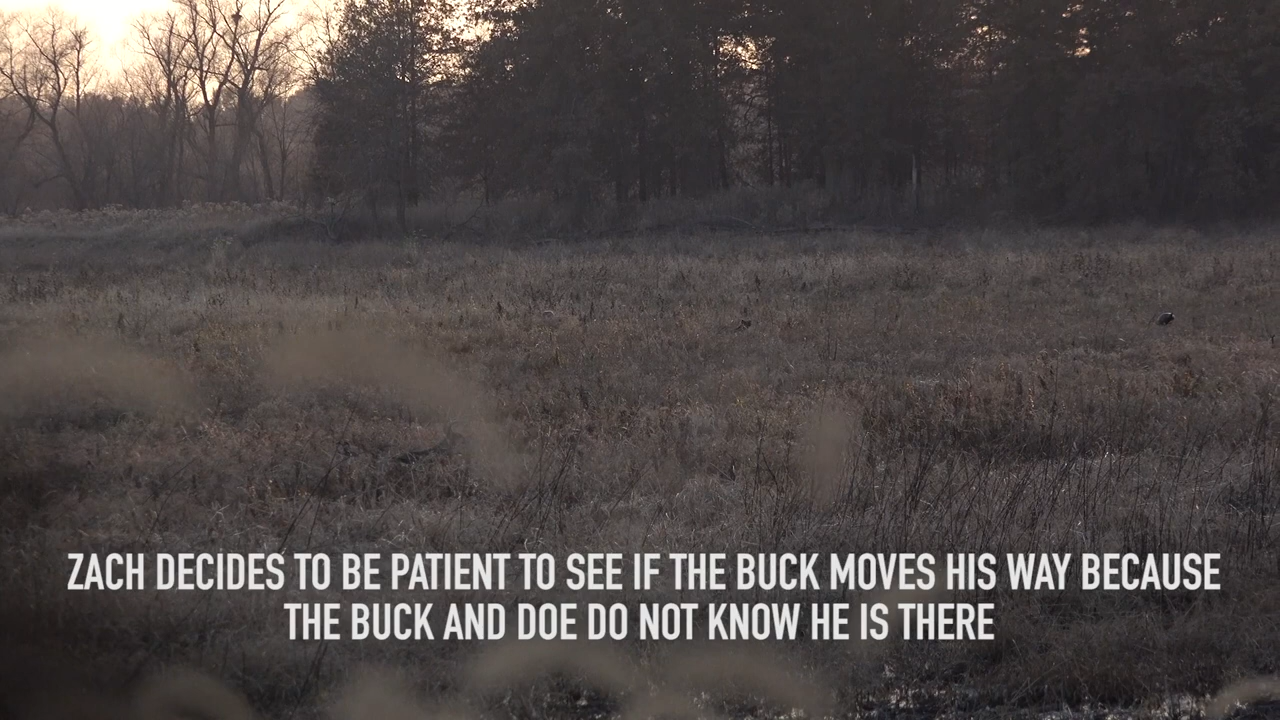 ZACH DECIDES TO BE PATIENT TO SEE IF THE BUCK MOVES HIS WAY BECAUSE
THE BUCK AND DOE DO NOT KNOW HE IS THERE